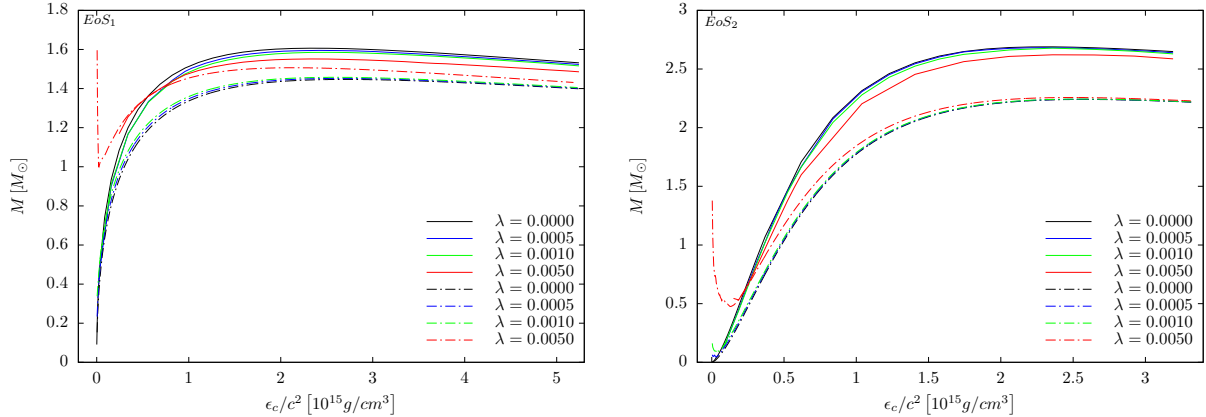 EoS₁
M [M⊙]
1.8
1.6
1.4
1.2
1
0.8
0.6
0.4
0.2
0
λ = 0.0000
λ = 0.0005
λ = 0.0010
λ = 0.0050
λ = 0.0000
λ = 0.0005
λ = 0.0010
λ = 0.0050
0 1 2 3 4 5
ϵc/c² [10¹⁵g/cm³]
EoS₂
M [M⊙]
3
2.5
2
1.5
1
0.5
0
λ = 0.0000
λ = 0.0005
λ = 0.0010
λ = 0.0050
λ = 0.0000
λ = 0.0005
λ = 0.0010
λ = 0.0050
0 0.5 1 1.5 2 2.5 3
ϵc/c² [10¹⁵g/cm³]